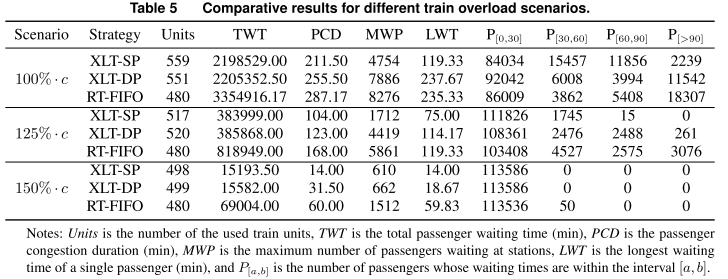 Table 5 Comparative results for different train overload scenarios.
Scenario Strategy Units TWT PCD MWP LWT P[0,30] P[30,60] P[60,90] P[>90]
XLT-SP 559 2198529.00 211.50 4754 119.33 84034 15457 11856 2239
100% · c XLT-DP 551 2205352.50 255.50 7886 237.67 92042 6008 3994 11542
RT-FIFO 480 3354916.17 287.17 8276 235.33 86009 3862 5408 18307
XLT-SP 517 383999.00 104.00 1712 75.00 111826 1745 15 0
125% · c XLT-DP 520 385868.00 123.00 4419 114.17 108361 2476 2488 261
RT-FIFO 480 818949.00 168.00 5861 119.33 103408 4527 2575 3076
XLT-SP 498 15193.50 14.00 610 14.00 113586 0 0 0
150% · c XLT-DP 499 15582.00 31.50 662 18.67 113586 0 0 0
RT-FIFO 480 69004.00 60.00 1512 59.83 113536 50 0 0
Notes: Units is the number of the used train units, TWT is the total passenger waiting time (min), PCD is the passenger
congestion duration (min), MWP is the maximum number of passengers waiting at stations, LWT is the longest waiting
time of a single passenger (min), and P[a,b] is the number of passengers whose waiting times are within the interval [a, b].